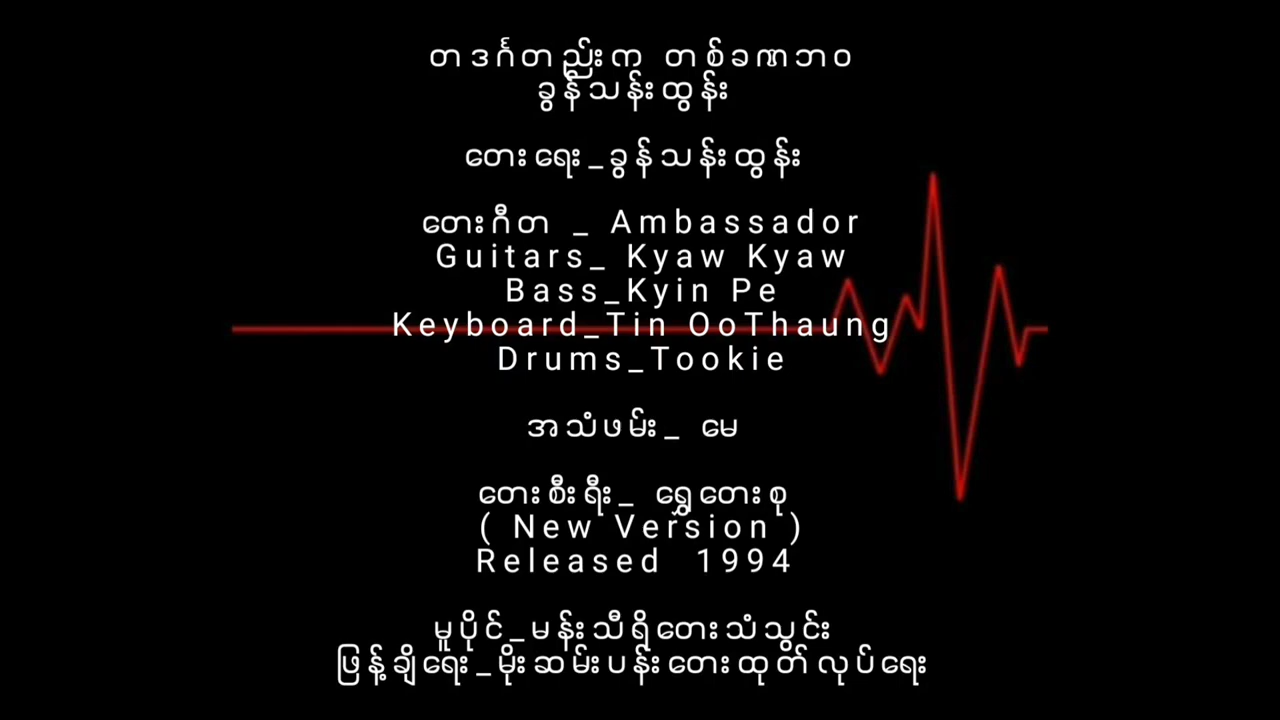 တဒင်္ဂတည်းက တစ်ခဏဘဝ
ခွန်သန်းထွန်း
တေးရေး_ခွန်သန်းထွန်း
တေးဂီတ _ Ambassador
Guitars_ Kyaw Kyaw
Bass_Kyin Pe
Keyboard_Tin OoThaung
Drums_Tookie
အသံဖမ်း_ မေ
တေးစီးရီး_ ရွှေတေးစု
( New Version )
Released 1994
မူပိုင်_မန်းသီရိတေးသံသွင်း
ဖြန့်ချိရေး_မိုးဆမ်းပန်းတေးထုတ်လုပ်ရေး